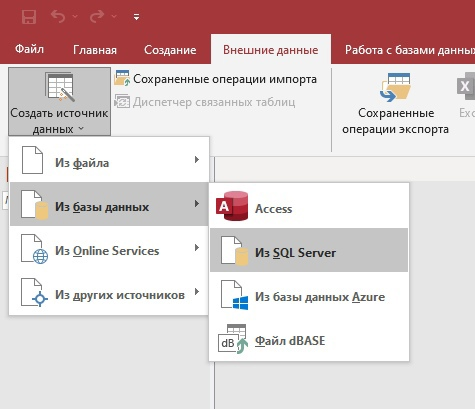 Файл Главная Создание Внешние данные Работа с базами данных
Создать источник данных
Сохраненные операции импорта
Диспетчер связанных таблиц
Сохраненные операции экспорта
Exc
Из файла
Из базы данных
Из Online Services
Из других источников
A Access
Из SQL Server
Из базы данных Azure
dB Файл dBASE